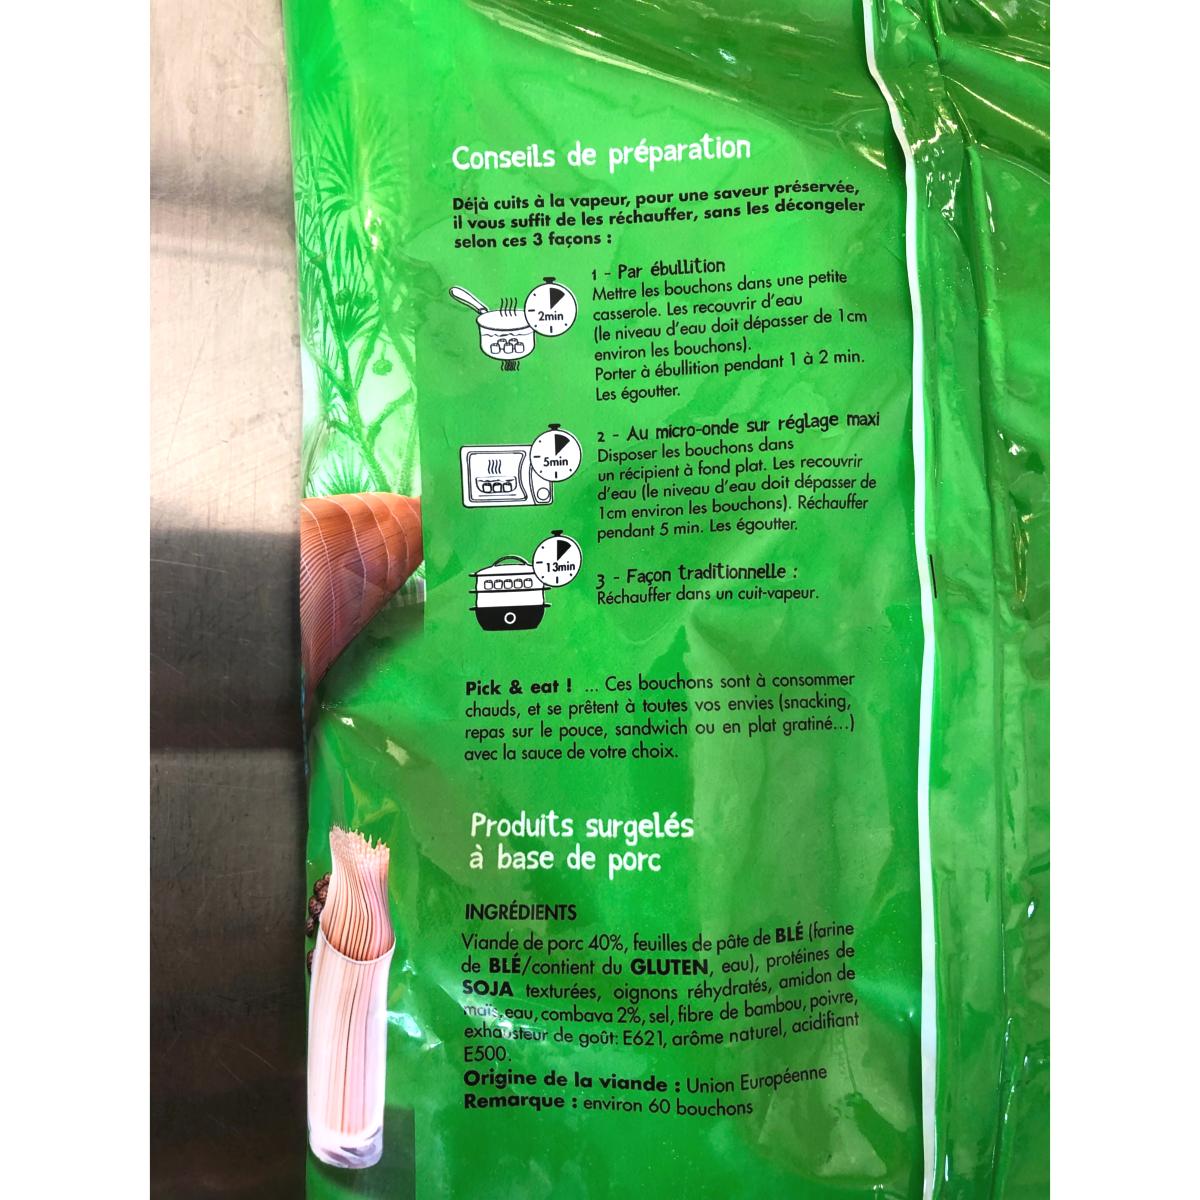 Conseils de préparation
Déjà cuits à la vapeur, pour une saveur préservée,
il vous suffit de les réchauffer, sans les décongeler
selon ces 3 façons :
2min
1 - Par ébullition
Mettre les bouchons dans une petite
casserole. Les recouvrir d'eau
(le niveau d'eau doit dépasser de 1cm
environ les bouchons).
Porter à ébullition pendant 1 à 2 min.
Les égoutter.
5min
2 - Au micro-onde sur réglage maxi
Disposer les bouchons dans
un récipient à fond plat. Les recouvrir
d'eau (le niveau d'eau doit dépasser de
1cm environ les bouchons). Réchauffer
pendant 5 min. Les égoutter.
13min
3 - Façon traditionnelle :
Réchauffer dans un cuit-vapeur.
Pick & eat ! ... Ces bouchons sont à consommer
chauds, et se prêtent à toutes vos envies (snacking,
repas sur le pouce, sandwich ou en plat gratiné...)
avec la sauce de votre choix.
Produits surgelés
à base de porc
INGRÉDIENTS
Viande de porc 40%, feuilles de pâte de BLÉ (farine
de BLÉ/contient du GLUTEN, eau), protéines de
SOJA texturées, oignons réhydratés, amidon de
maïs, eau, combava 2%, sel, fibre de bambou, poivre,
exhausteur de goût: E621, arôme naturel, acidifiant
E500.
Origine de la viande : Union Européenne
Remarque : environ 60 bouchons